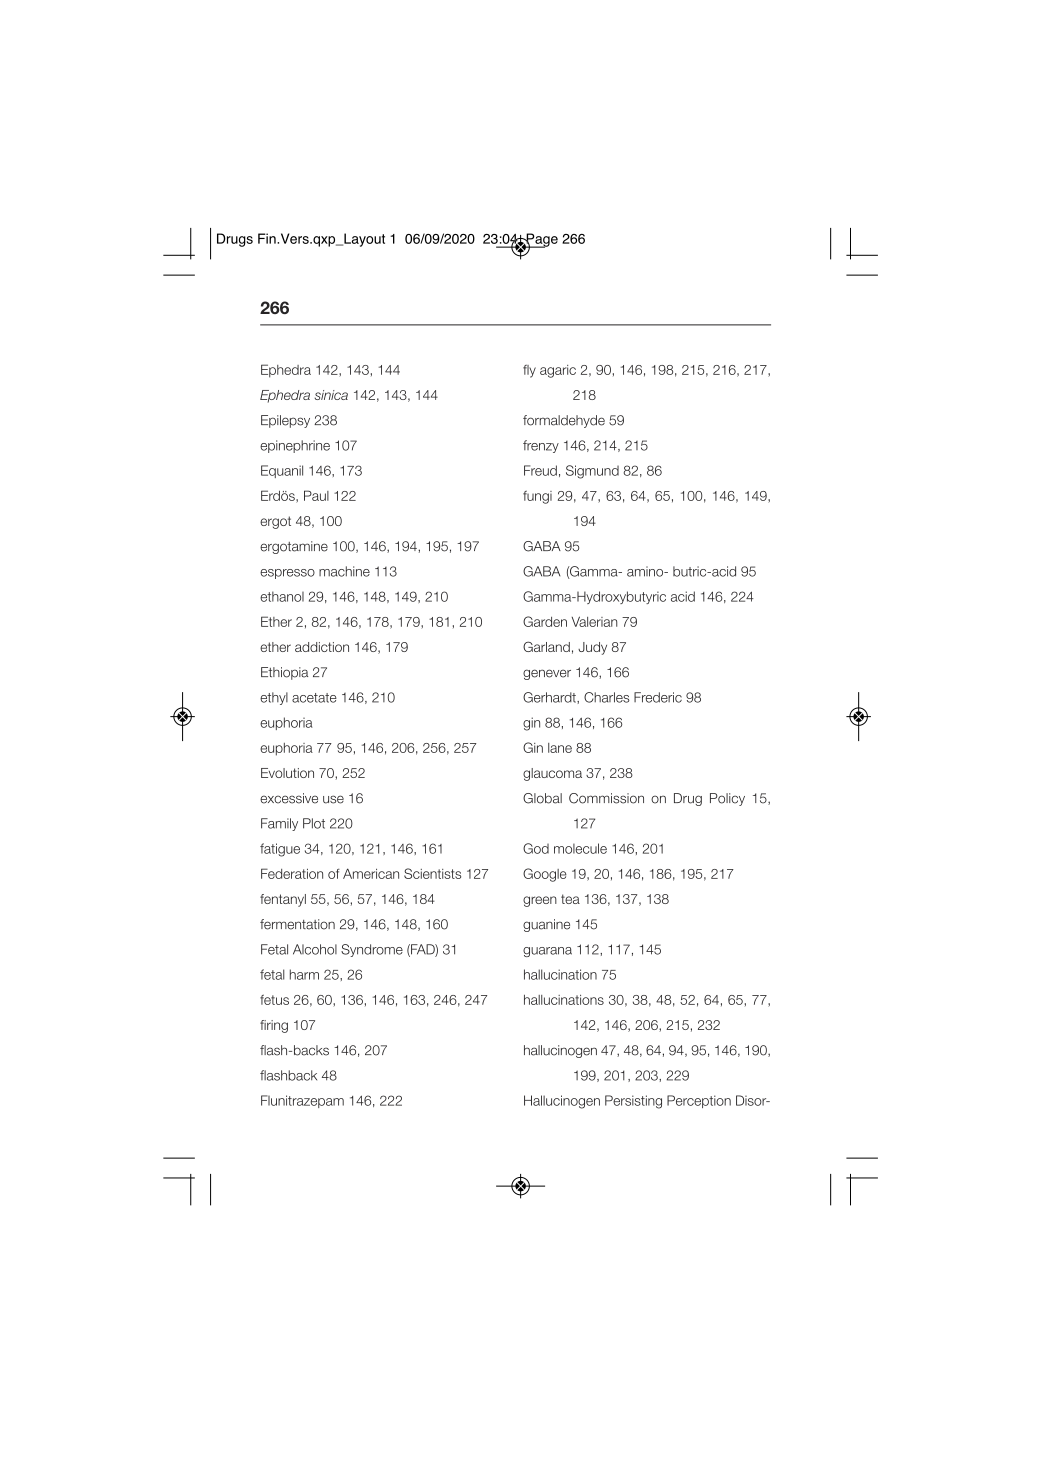 Drugs Fin.Vers.qxp_Layout 1 06/09/2020 23:04 Page 266
266
Ephedra 142, 143, 144
Ephedra sinica 142, 143, 144
Epilepsy 238
epinephrine 107
Equanil 146, 173
Erdös, Paul 122
ergot 48, 100
ergotamine 100, 146, 194, 195, 197
espresso machine 113
ethanol 29, 146, 148, 149, 210
Ether 2, 82, 146, 178, 179, 181, 210
ether addiction 146, 179
Ethiopia 27
ethyl acetate 146, 210
euphoria
euphoria 77 95, 146, 206, 256, 257
Evolution 70, 252
excessive use 16
Family Plot 220
fatigue 34, 120, 121, 146, 161
Federation of American Scientists 127
fentanyl 55, 56, 57, 146, 184
fermentation 29, 146, 148, 160
Fetal Alcohol Syndrome (FAD) 31
fetal harm 25, 26
fetus 26, 60, 136, 146, 163, 246, 247
firing 107
flash-backs 146, 207
flashback 48
Flunitrazepam 146, 222
fly agaric 2, 90, 146, 198, 215, 216, 217,
218
formaldehyde 59
frenzy 146, 214, 215
Freud, Sigmund 82, 86
fungi 29, 47, 63, 64, 65, 100, 146, 149,
194
GABA 95
GABA (Gamma- amino- butric-acid 95
Gamma-Hydroxybutyric acid 146, 224
Garden Valerian 79
Garland, Judy 87
genever 146, 166
Gerhardt, Charles Frederic 98
gin 88, 146, 166
Gin lane 88
glaucoma 37, 238
Global Commission on Drug Policy 15,
127
God molecule 146, 201
Google 19, 20, 146, 186, 195, 217
green tea 136, 137, 138
guanine 145
guarana 112, 117, 145
hallucination 75
hallucinations 30, 38, 48, 52, 64, 65, 77,
142, 146, 206, 215, 232
hallucinogen 47, 48, 64, 94, 95, 146, 190,
199, 201, 203, 229
Hallucinogen Persisting Perception Disor-